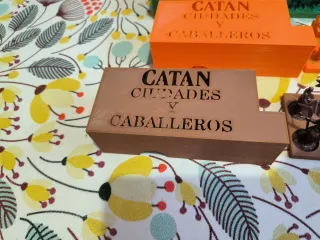 CATAN
CIUDADES Y
CABALLEROS
CATAN
CIUDADES
Y
CABALLEROS